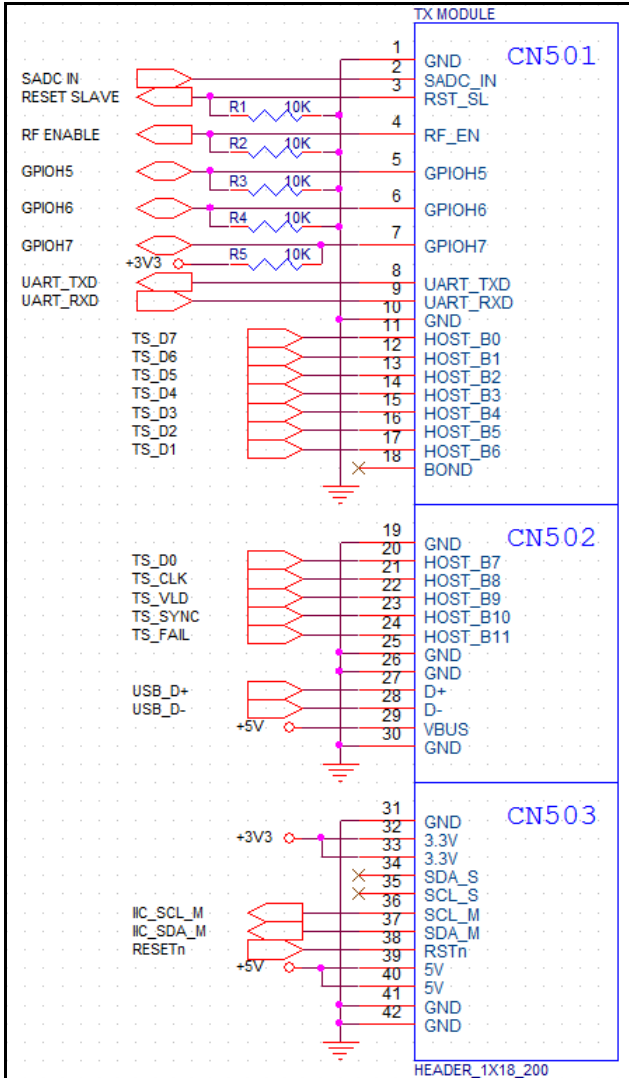 TX MODULE
CN501
1 GND
SADC IN 2 SADC_IN
RESET SLAVE 3 RST_SL
R1 10K
RF ENABLE 4 RF_EN
R2 10K
GPIOH5 5 GPIOH5
R3 10K
GPIOH6 6 GPIOH6
R4 10K
GPIOH7 7 GPIOH7
+3V3 R5 10K
UART_TXD 8 UART_TXD
UART_RXD 9 UART_RXD
10 GND
TS_D7 11 HOST_B0
TS_D6 12 HOST_B1
TS_D5 13 HOST_B2
TS_D4 14 HOST_B3
TS_D3 15 HOST_B4
TS_D2 16 HOST_B5
TS_D1 17 HOST_B6
18 BOND
CN502
19 GND
TS_D0 20 HOST_B7
TS_CLK 21 HOST_B8
TS_VLD 22 HOST_B9
TS_SYNC 23 HOST_B10
TS_FAIL 24 HOST_B11
25 GND
26 GND
USB_D+ 27 D+
USB_D- 28 D-
+5V 29 VBUS
30 GND
CN503
31 GND
+3V3 32 3.3V
33 3.3V
34 SDA_S
35 SCL_S
IIC_SCL_M 36 SCL_M
IIC_SDA_M 37 SDA_M
RESETn 38 RSTn
+5V 39 5V
40 5V
41 GND
42 GND
HEADER_1X18_200